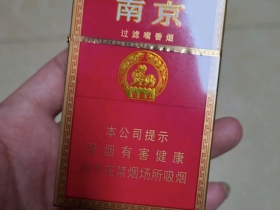 南京
过滤嘴香烟
本公司提示
吸烟有害健康
请勿在禁烟场所吸烟